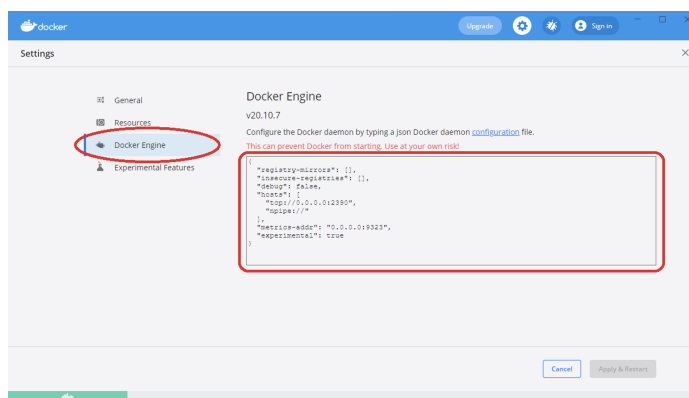 docker
Upgrade
Sign in
Settings
General
Resources
Docker Engine
Experimental Features
Docker Engine
v20.10.7
Configure the Docker daemon by typing a json Docker daemon configuration file.
This can prevent Docker from starting. Use at your own risk!
{
"registry-mirrors": [],
"insecure-registries": [],
"debug": false,
"hosts": [
"tcp://0.0.0.0:2390",
"npipe://"
],
"metrics-addr": "0.0.0.0:9323",
"experimental": true
}
Cancel
Apply & Restart